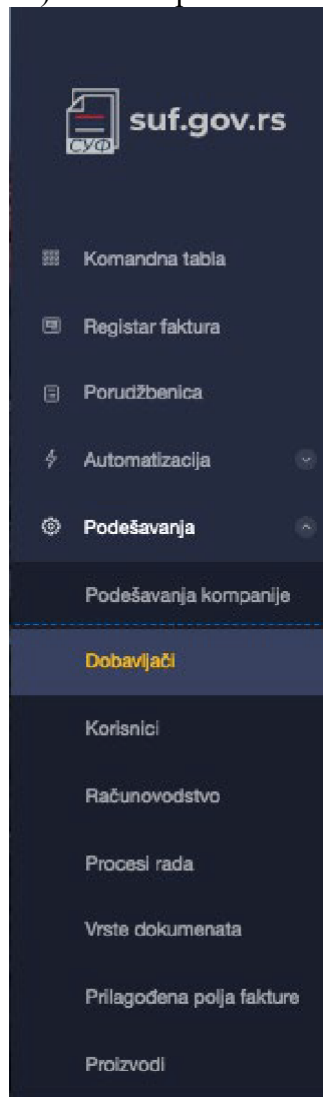 СУФ
suf.gov.rs
Komandna tabla
Registar faktura
Porudžbenica
Automatizacija
Podešavanja
Podešavanja kompanije
Dobavljači
Korisnici
Računovodstvo
Procesi rada
Vrste dokumenata
Prilagođena polja fakture
Proizvodi